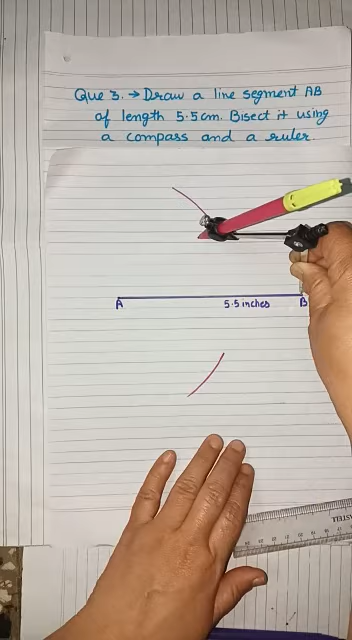 Que 3. → Draw a line segment AB
of length 5.5 cm. Bisect it using
a compass and a ruler.
A 5.5 inches B